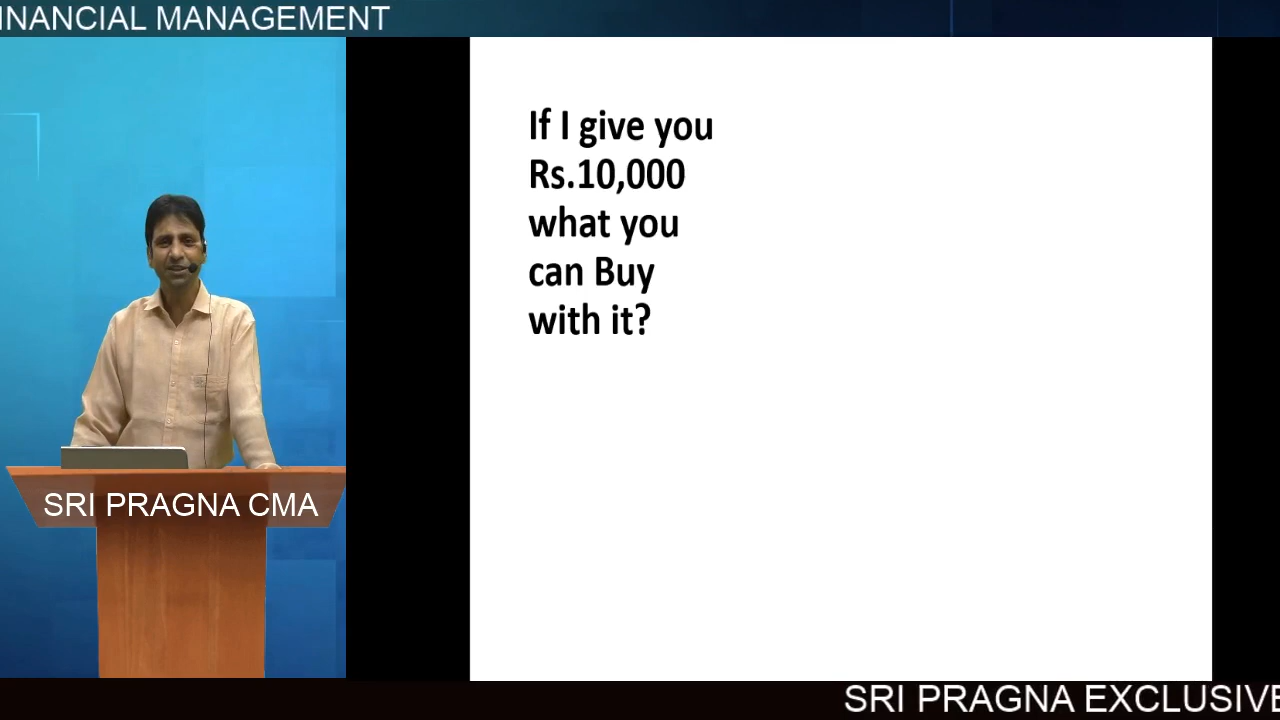 INANCIAL MANAGEMENT
If I give you
Rs.10,000
what you
can Buy
with it?
SRI PRAGNA CMA
SRI PRAGNA EXCLUSIVE